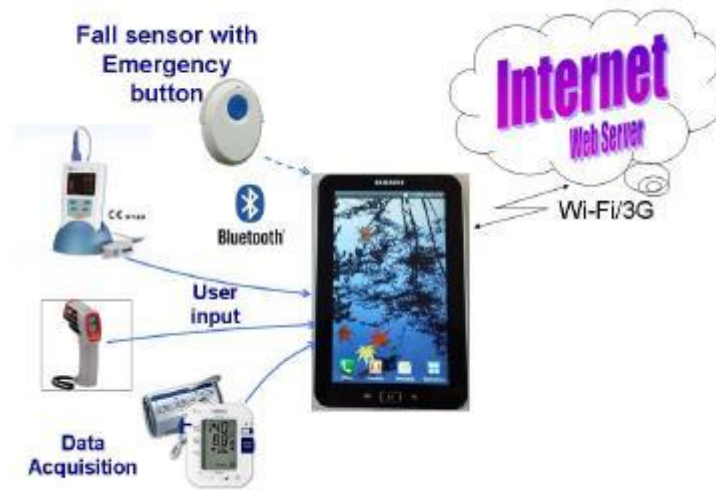 Fall sensor with
Emergency
button
Internet
Web Server
SAMSUNG
Bluetooth
Wi-Fi/3G
User
input
Data
Acquisition